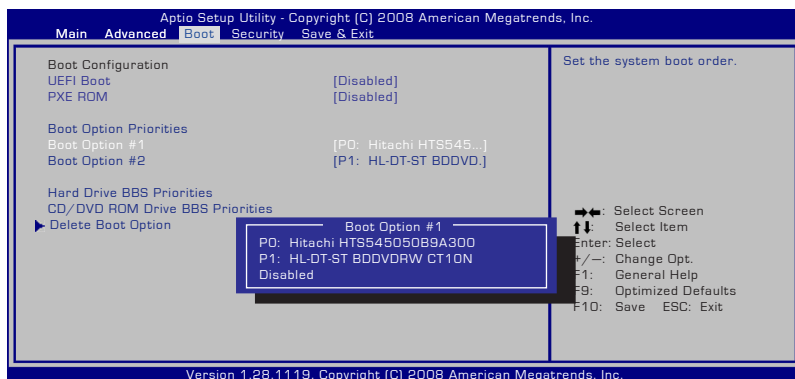 Aptio Setup Utility - Copyright (C) 2008 American Megatrends, Inc.
Main Advanced Boot Security Save & Exit
Boot Configuration
UEFI Boot [Disabled]
PXE ROM [Disabled]
Boot Option Priorities
Boot Option #1 [P0: Hitachi HTS545...]
Boot Option #2 [P1: HL-DT-ST BDDVD.]
Hard Drive BBS Priorities
CD/DVD ROM Drive BBS Priorities
Delete Boot Option
Boot Option #1
P0: Hitachi HTS545050B9A300
P1: HL-DT-ST BDDVDRW CT10N
Disabled
Set the system boot order.
→←: Select Screen
↑↓: Select Item
Enter: Select
+/—: Change Opt.
F1: General Help
F9: Optimized Defaults
F10: Save ESC: Exit
Version 1.28.1119. Copyright (C) 2008 American Megatrends, Inc.